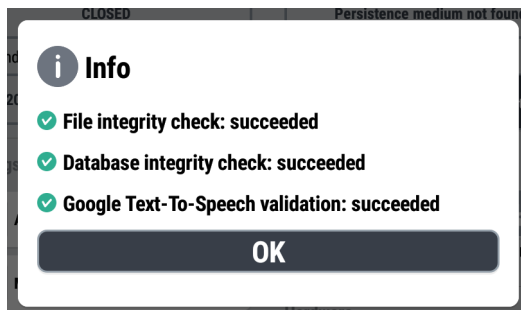 CLOSED
Persistence medium not foun
Info
File integrity check: succeeded
Database integrity check: succeeded
Google Text-To-Speech validation: succeeded
OK